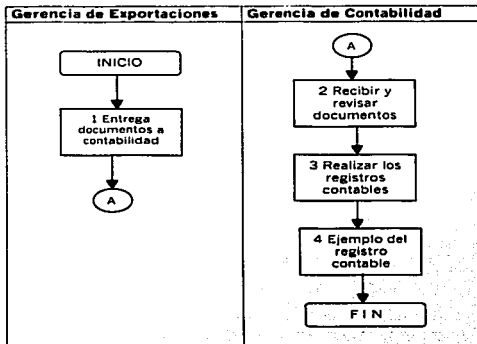 Gerencia de Exportaciones
INICIO
1 Entrega
documentos a
contabilidad
A
Gerencia de Contabilidad
A
2 Recibir y
revisar
documentos
3 Realizar los
registros
contables
4 Ejemplo del
registro
contable
FIN